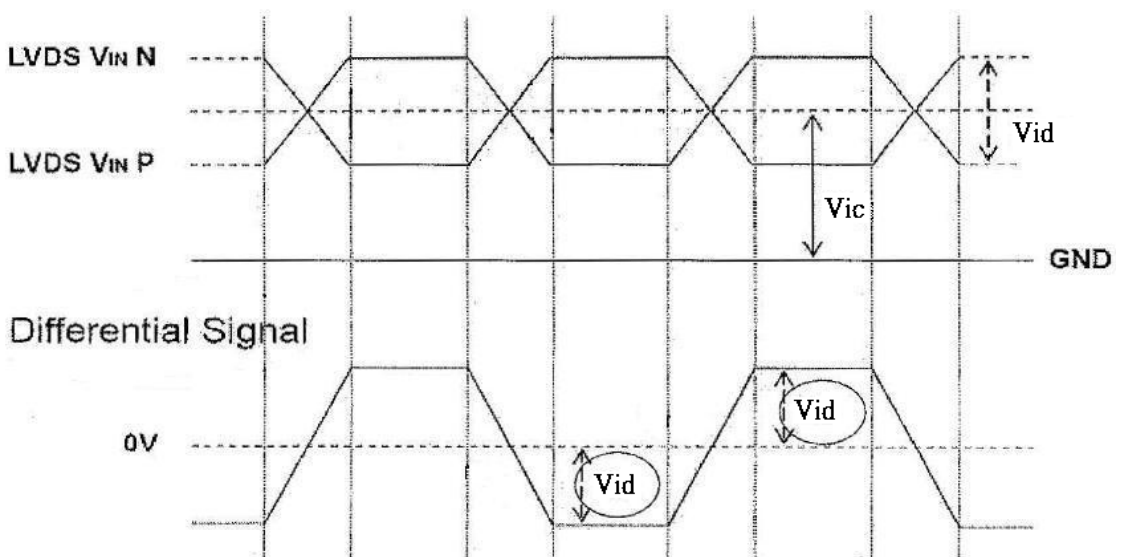 LVDS VIN N
Vid
LVDS VIN P
Vic
GND
Differential Signal
Vid
0V
Vid